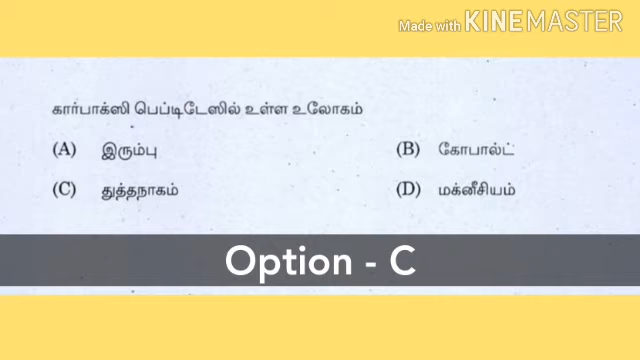 Made with KINEMASTER
கார்பாக்ஸி பெப்டிடேஸில் உள்ள உலோகம்
(A) இரும்பு (B) கோபால்ட்
(C) துத்தநாகம் (D) மக்னீசியம்
Option - C